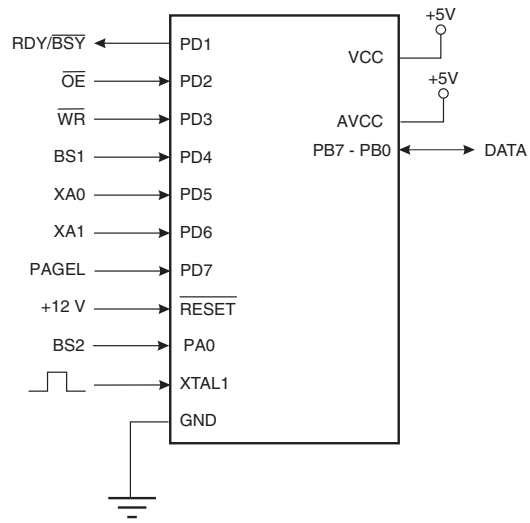 RDY/BSY PD1
OE PD2
WR PD3
BS1 PD4
XA0 PD5
XA1 PD6
PAGEL PD7
+12 V RESET
BS2 PA0
XTAL1
GND
+5V
VCC
+5V
AVCC
PB7 - PB0 DATA